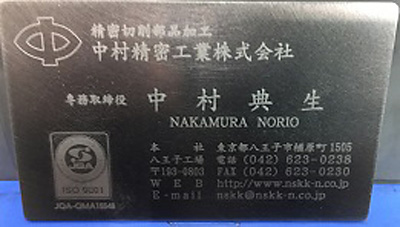 精密切削部品加工
中村精密工業株式会社
専務取締役 中村典生
NAKAMURA NORIO
本社 東京都八王子市楢原町1505
八王子工場 電話 (042) 623-0238
〒193-0803 FAX (042) 623-0230
WEB http://www.nskk-n.co.jp
E-mail nskk@nskk-n.co.jp
JQA
ISO 9001